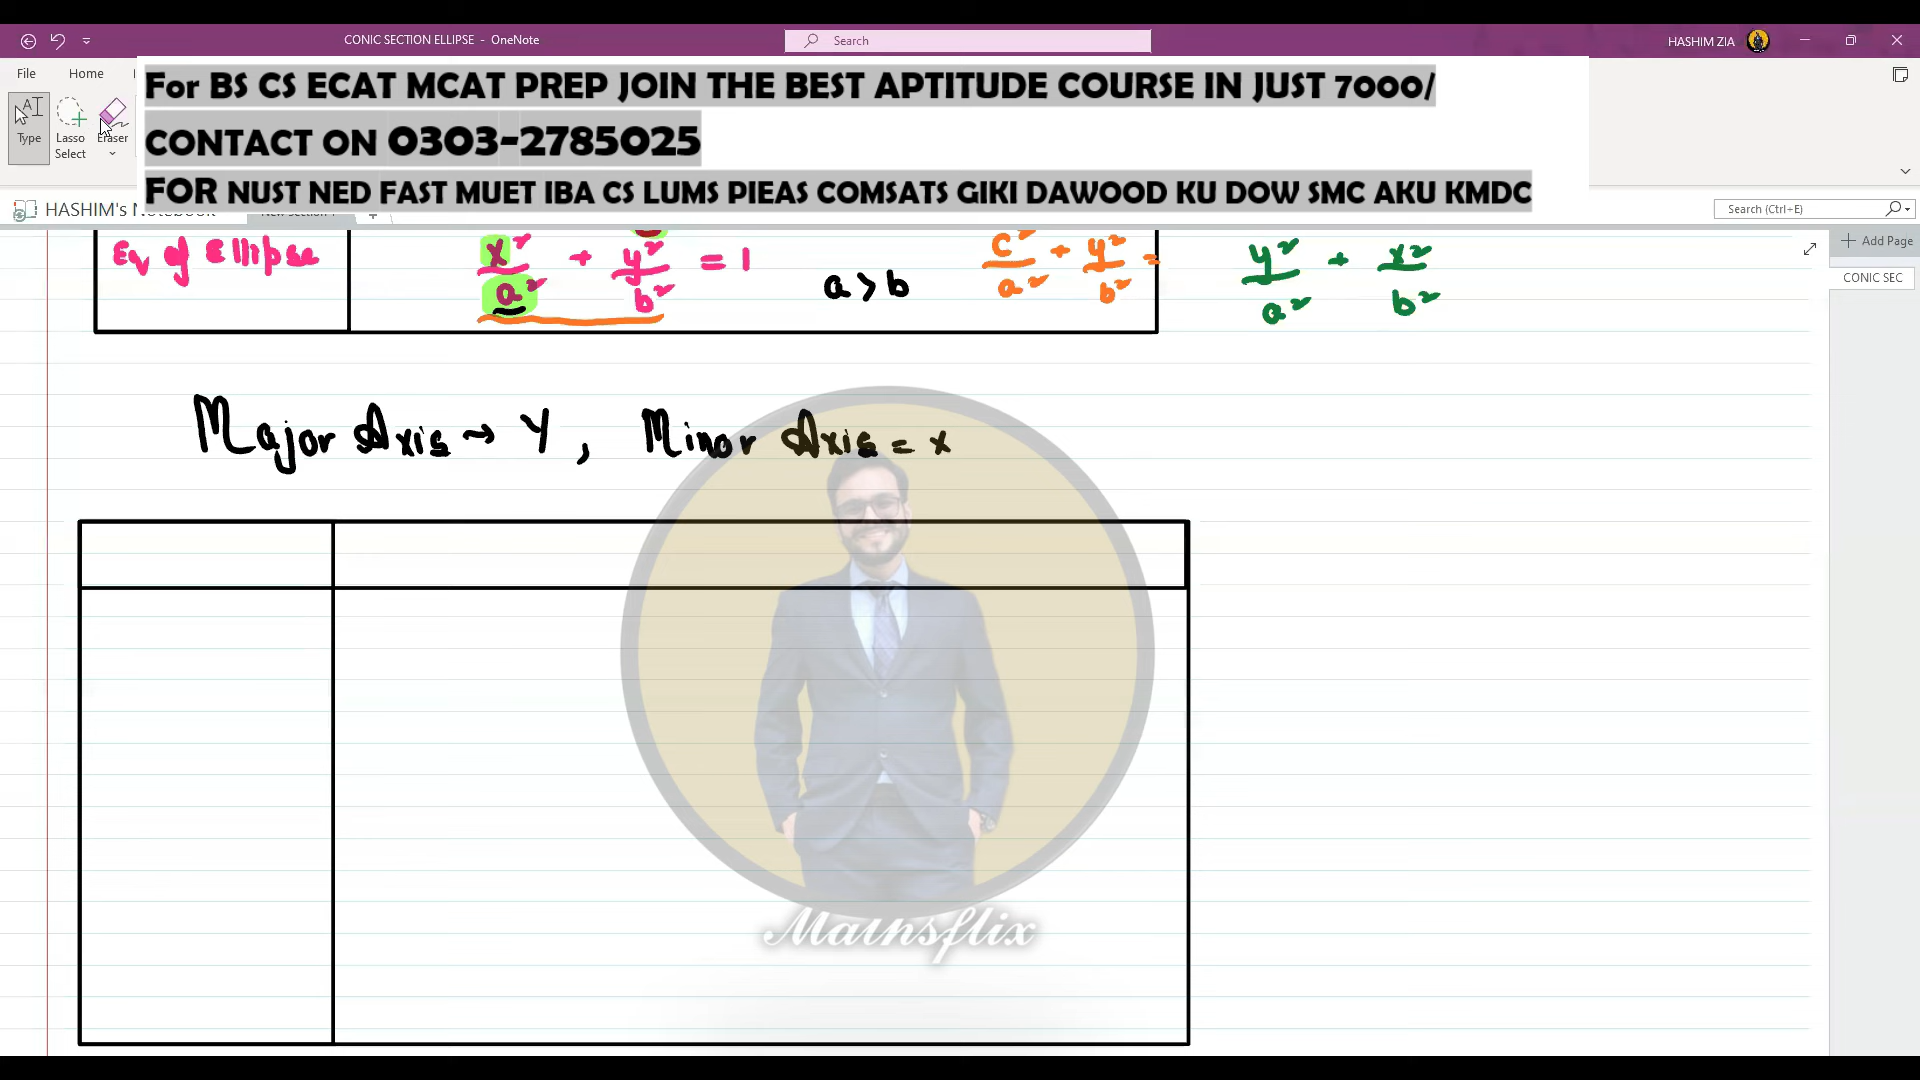 CONIC SECTION ELLIPSE - OneNote
Search
HASHIM ZIA
File Home
For BS CS ECAT MCAT PREP JOIN THE BEST APTITUDE COURSE IN JUST 7000/
CONTACT ON 0303-2785025
FOR NUST NED FAST MUET IBA CS LUMS PIEAS COMSATS GIKI DAWOOD KU DOW SMC AKU KMDC
Type
Lasso Select
Eraser
HASHIM's Notebook
Search (Ctrl+E)
Add Page
CONIC SEC
Eq of Ellipse x²/a² + y²/b² = 1 a > b c²/a² + y²/b² = y²/a² + x²/b²
Major Axis → Y, Minor Axis = x
Mathsflix